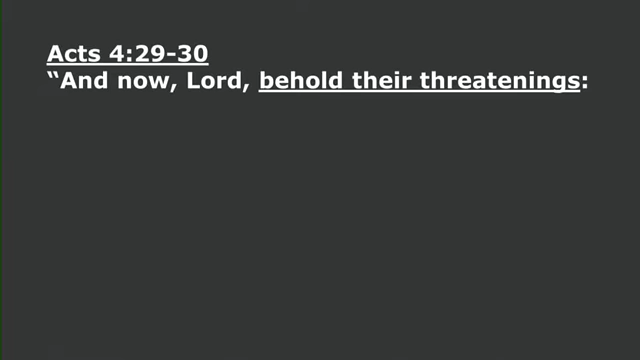 Acts 4:29-30
“And now, Lord, behold their threatenings: